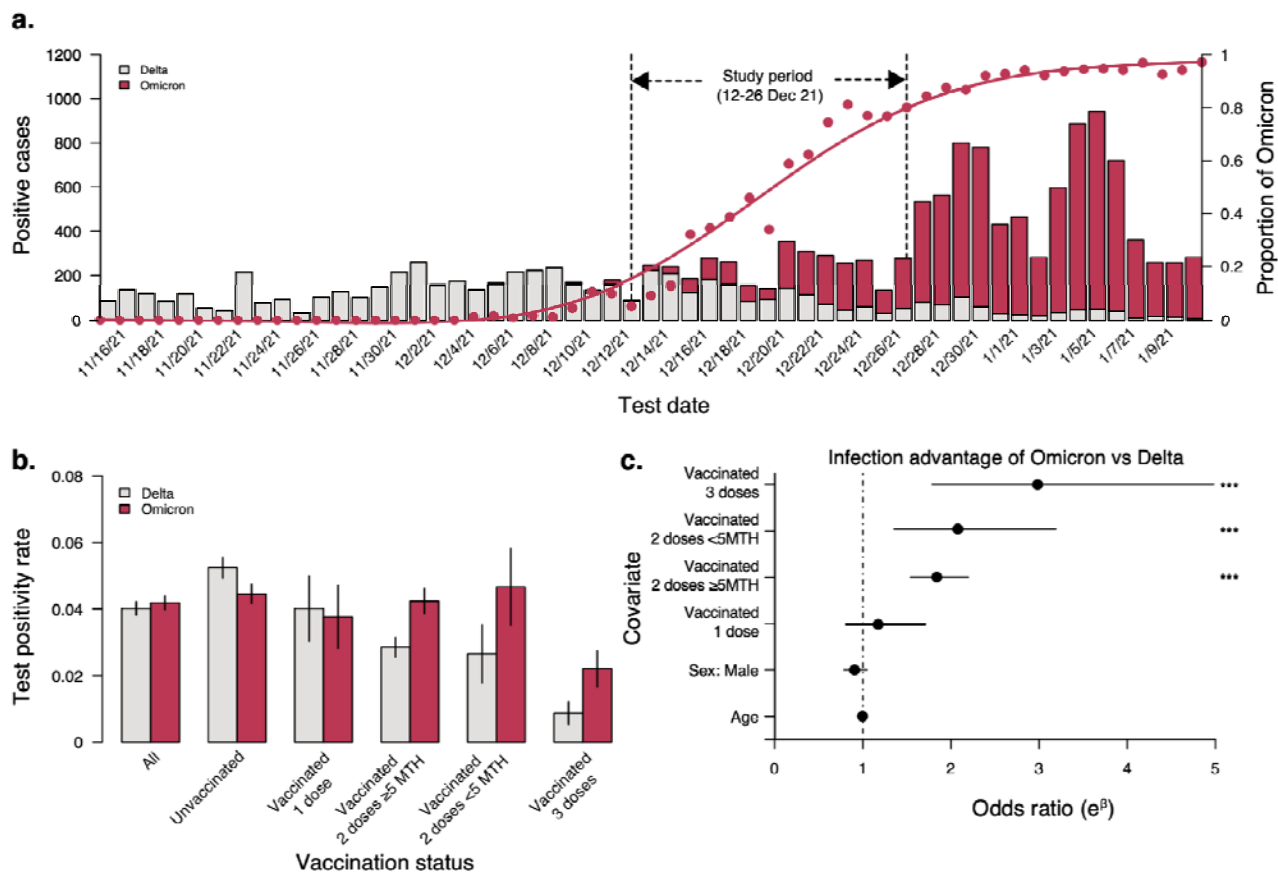 a.
1200
1000
800
600
400
200
0
Positive cases
Delta
Omicron
Study period
(12-26 Dec 21)
1
0.8
0.6
0.4
0.2
0
Proportion of Omicron
11/16/21
11/18/21
11/20/21
11/22/21
11/24/21
11/26/21
11/28/21
11/30/21
12/2/21
12/4/21
12/6/21
12/8/21
12/10/21
12/12/21
12/14/21
12/16/21
12/18/21
12/20/21
12/22/21
12/24/21
12/26/21
12/28/21
12/30/21
1/1/21
1/3/21
1/5/21
1/7/21
1/9/21
Test date
b.
0.08
0.06
0.04
0.02
0
Test positivity rate
Delta
Omicron
All
Unvaccinated
Vaccinated
1 dose
Vaccinated
2 doses ≥5 MTH
Vaccinated
2 doses <5 MTH
Vaccinated
3 doses
Vaccination status
c.
Infection advantage of Omicron vs Delta
Covariate
Vaccinated
3 doses
***
Vaccinated
2 doses <5MTH
***
Vaccinated
2 doses ≥5MTH
***
Vaccinated
1 dose
Sex: Male
Age
0
1
2
3
4
5
Odds ratio (eᵝ)